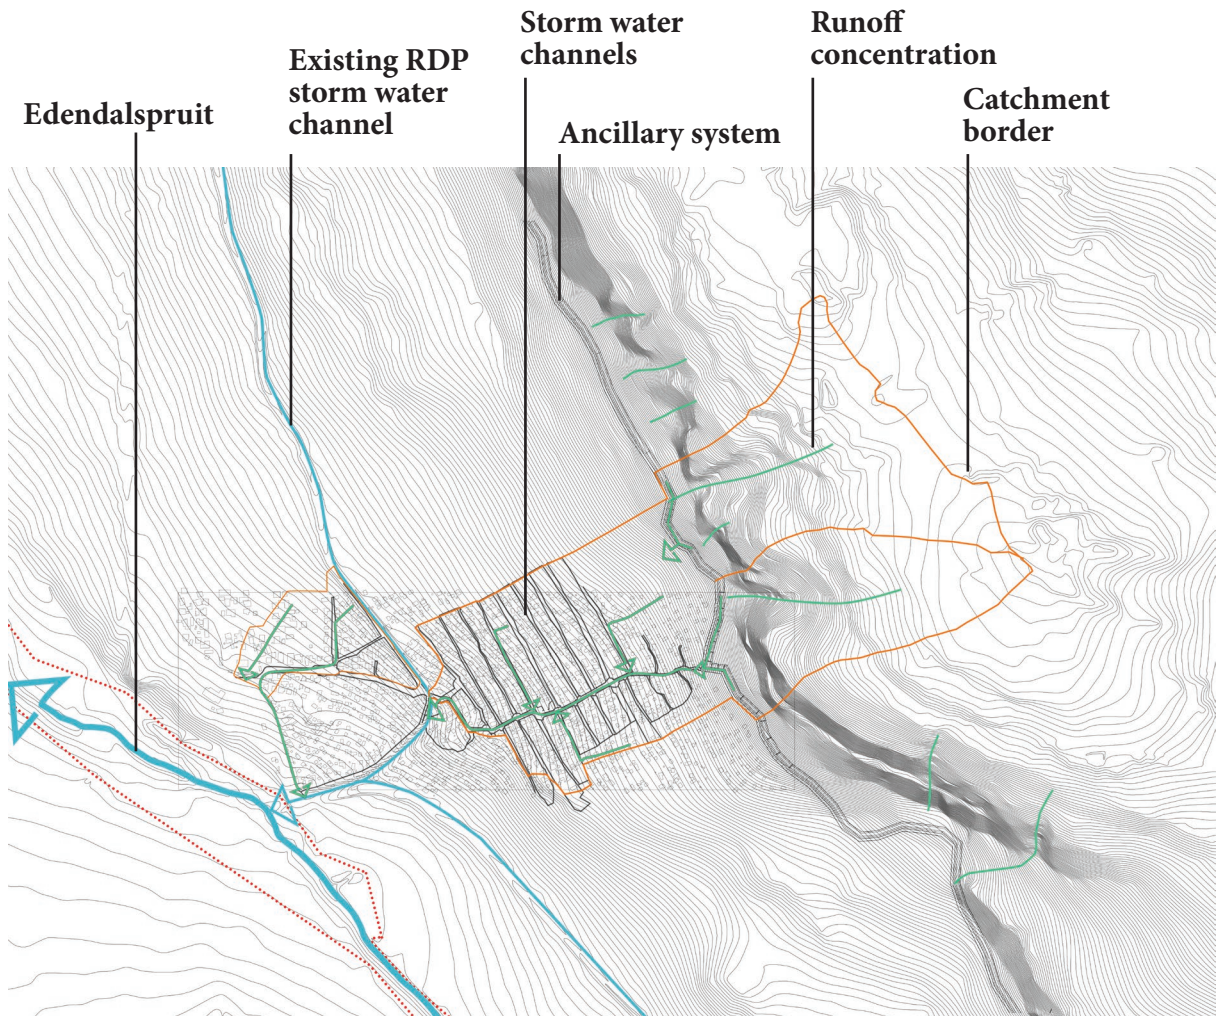 Storm water
channels
Runoff
concentration
Existing RDP
storm water
channel
Catchment
border
Edendalspruit
Ancillary system